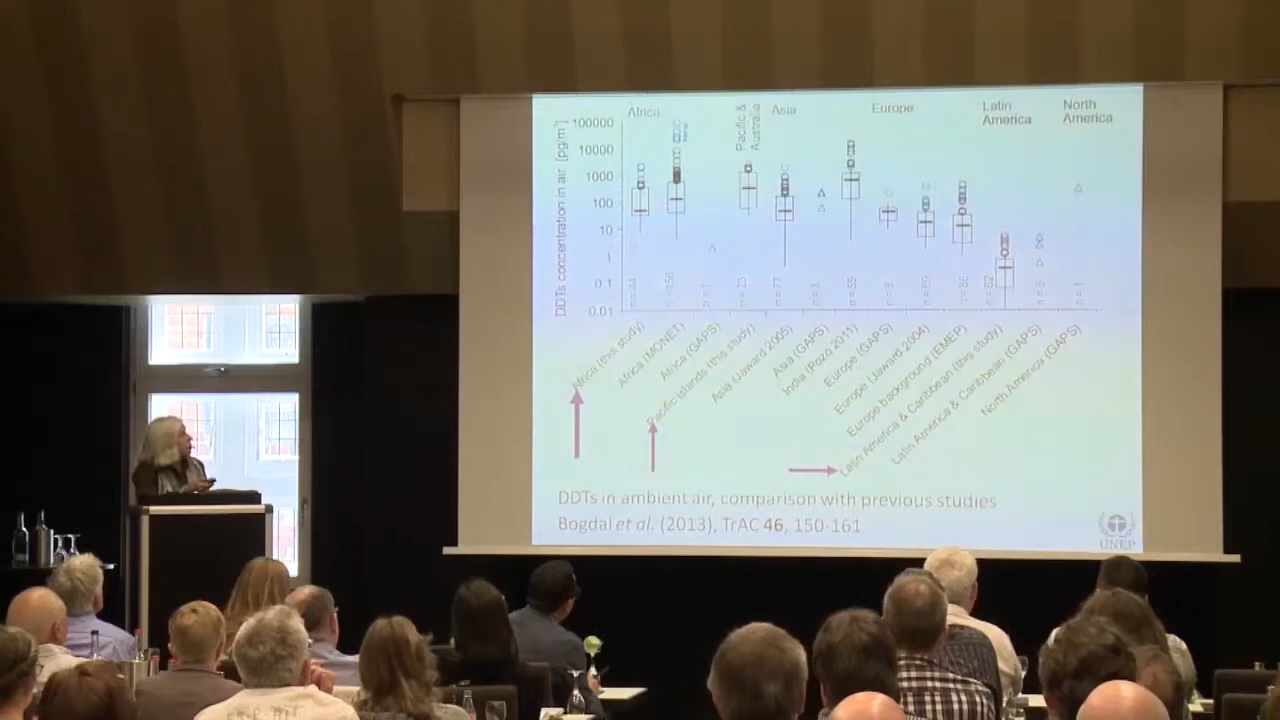 Africa
Pacific &
Australia
Asia
Europe
Latin
America
North
America
DDTs concentration in air [pg/m³]
100000
10000
1000
100
10
1
0.1
0.01
n = 23
n = 77
Africa (this study)
Africa (MONET)
Africa (GAPS)
Pacific Islands (this study)
Asia (Jaward 2005)
Asia (GAPS)
India (Pozo 2011)
Europe (GAPS)
Europe (Jaward 2004)
Europe background (EMEP)
Latin America & Caribbean (this study)
Latin America & Caribbean (GAPS)
North America (GAPS)
DDTs in ambient air, comparison with previous studies
Bogdal et al. (2013), TrAC 46, 150-161
UNEP